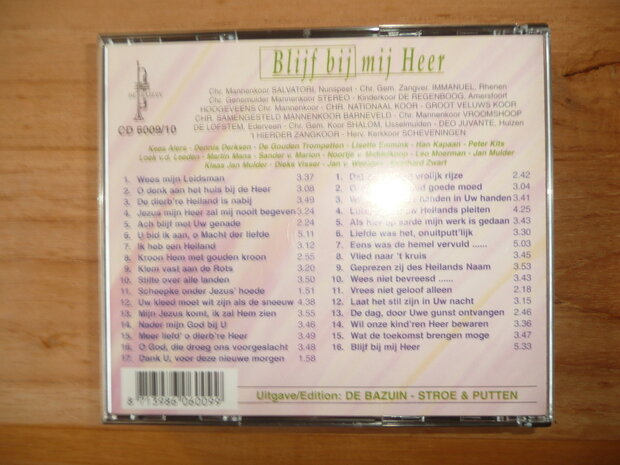 Blijf bij mij Heer
Chr. Mannenkoor SALVATORI, Nunspeet - Chr. Gem. Zangver. IMMANUEL, Rhenen
Chr. Genemuider Mannenkoor STEREO - Kinderkoor DE REGENBOOG, Amersfoort
HOOGEVEENS Chr. Mannenkoor - CHR. NATIONAAL KOOR - GROOT VELUWS KOOR
CHR. SAMENGESTELD MANNENKOOR BARNEVELD - Chr. Mannenkoor VROOMSHOOP
DE LOFSTEM, Ederveen - Chr. Gem. Koor SHALOM, IJsselmuiden - DEO JUVANTE, Huizen
'T HIERDER ZANGKOOR - Herv. Kerkkoor SCHEVENINGEN
CD 6009/10
Kees Alers - Dennis Derksen - De Gouden Trompetten - Lisette Emmink - Han Kapaan - Peter Kits
Leek v.d. Leeden - Martin Mans - Sander v. Marion - Noortje v. Middelkoop - Leo Moerman - Jan Mulder
Klaas Jan Mulder - Dicks Visser - Jan v. - Everhard Zwart
1. Wees mijn Leidsman 3.37
2. O denk aan het huis bij de Heer 3.08
3. De dierb're Heiland is nabij 3.49
4. Jezus mijn Heer zal mij nooit begeven 3.24
5. Ach blijf met Uw genade 2.24
6. U bid ik aan, o Macht der liefde 5.11
7. Ik heb een Heiland 3.12
8. Kroon Hem met gouden kroon 2.55
9. Klem vast aan de Rots 3.20
10. Stilte over alle landen 3.50
11. Scheepke onder Jezus' hoede 3.51
12. Uw kleed moet wit zijn als de sneeuw 4.38
13. Mijn Jezus komt, ik zal Hem zien 3.55
14. Nader mijn God bij U 3.46
15. Meer liefd' o dierb're Heer 3.49
16. O God, die droeg ons voorgeslacht 3.48
17. Dank U, voor deze nieuwe morgen 1.58
1. vrolijk rijze 2.42
2. goede moed 3.04
3. handen in Uw handen 3.41
4. Heilands pleiten 4.25
5. Als hier op aarde mijn werk is gedaan 3.43
6. Liefde was het, onuitput'lijk 3.30
7. Eens was de hemel vervuld ...... 5.03
8. Vlied naar 't kruis 3.45
9. Geprezen zij des Heilands Naam 3.53
10. Wees niet bevreesd ...... 3.43
11. Vrees niet geloof alleen 2.18
12. Laat het stil zijn in Uw nacht 3.15
13. De dag, door Uwe gunst ontvangen 2.46
14. Wil onze kind'ren Heer bewaren 3.36
15. Wat de toekomst brengen moge 3.47
16. Blijf bij mij Heer 5.33
8 713986 060099
Uitgave/Edition: DE BAZUIN - STROE & PUTTEN